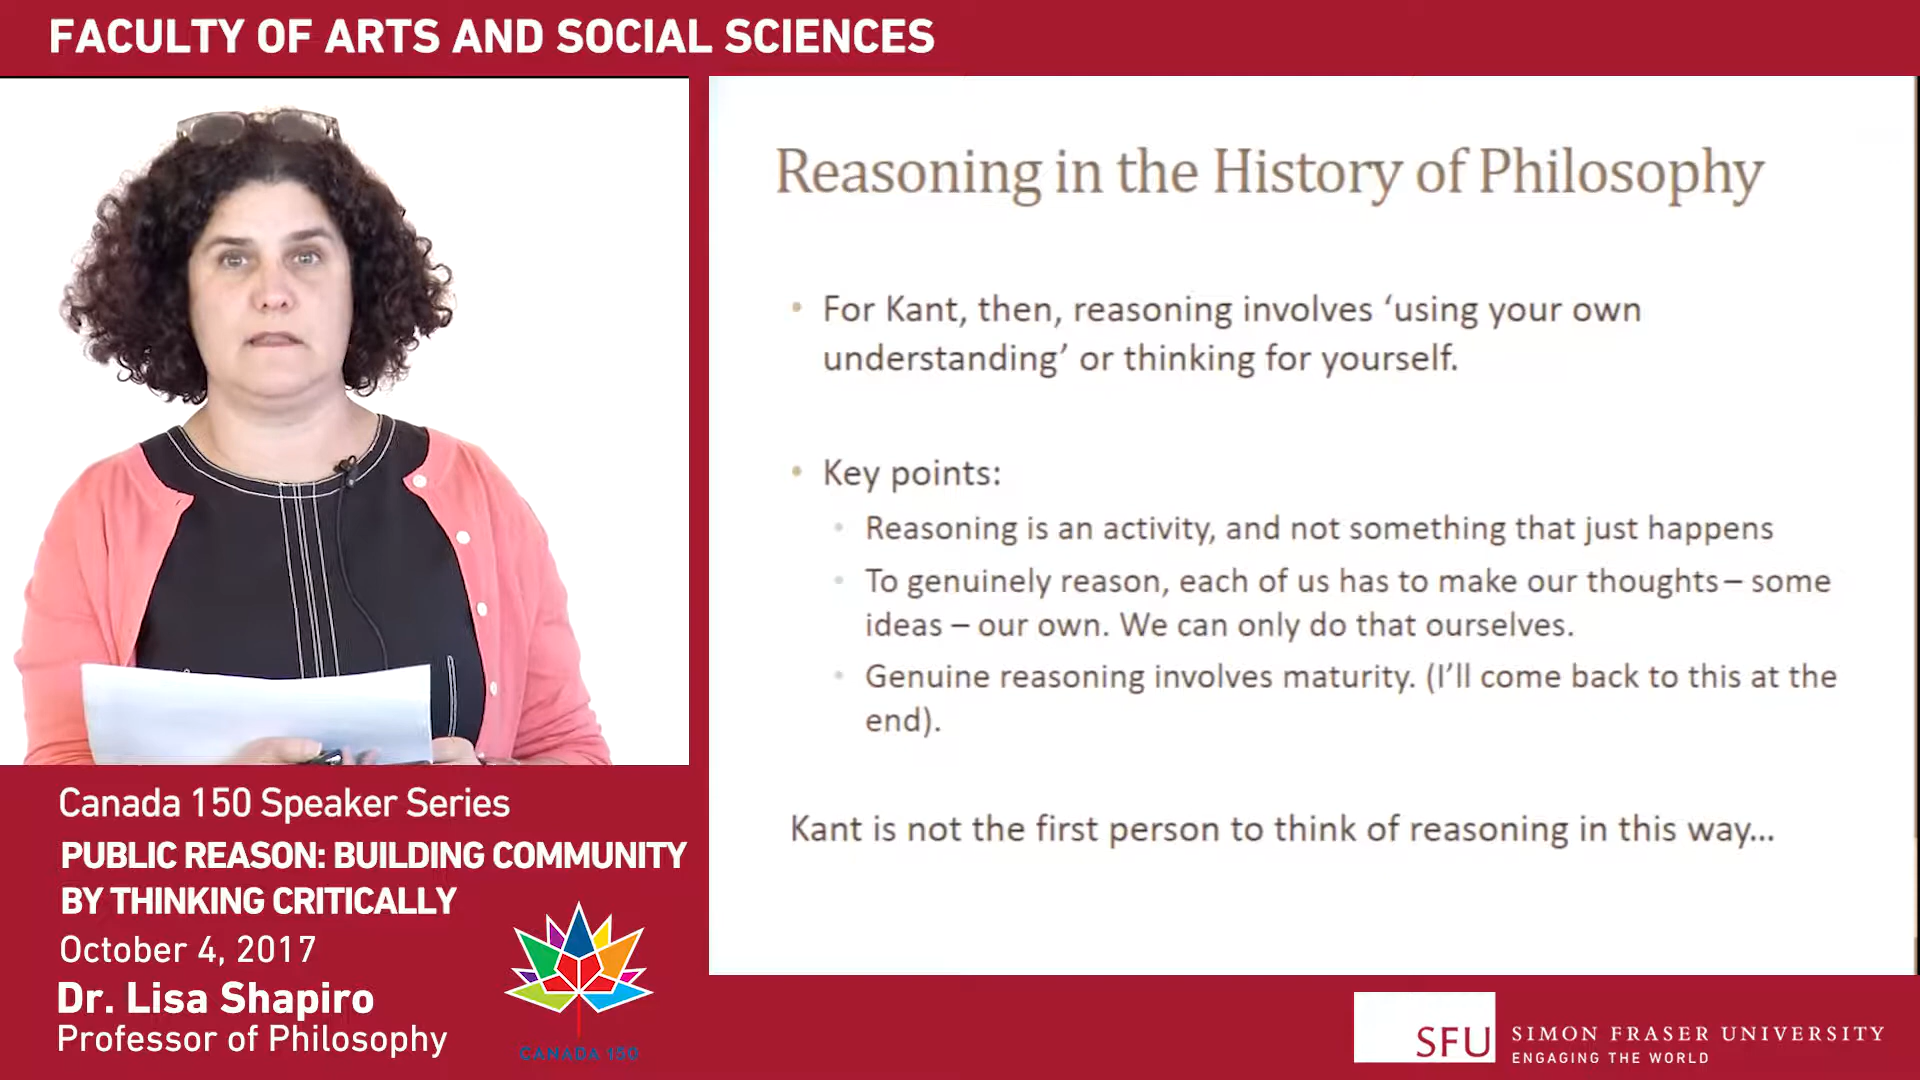 FACULTY OF ARTS AND SOCIAL SCIENCES
Reasoning in the History of Philosophy
• For Kant, then, reasoning involves ‘using your own
understanding’ or thinking for yourself.
• Key points:
• Reasoning is an activity, and not something that just happens
• To genuinely reason, each of us has to make our thoughts – some
ideas – our own. We can only do that ourselves.
• Genuine reasoning involves maturity. (I’ll come back to this at the
end).
Kant is not the first person to think of reasoning in this way...
Canada 150 Speaker Series
PUBLIC REASON: BUILDING COMMUNITY
BY THINKING CRITICALLY
October 4, 2017
Dr. Lisa Shapiro
Professor of Philosophy
CANADA 150
SFU
SIMON FRASER UNIVERSITY
ENGAGING THE WORLD